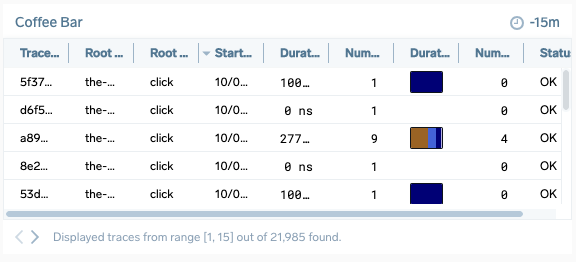 Coffee Bar -15m
Trace... Root ... Root ... Start... Durat... Num... Durat... Num... Statu
5f37... the-... click 10/0... 100... 1 0 OK
d6f5... the-... click 10/0... 0 ns 1 0 OK
a89... the-... click 10/0... 277... 9 4 OK
8e2... the-... click 10/0... 0 ns 1 0 OK
53d... the-... click 10/0... 100... 1 0 OK
Displayed traces from range [1, 15] out of 21,985 found.